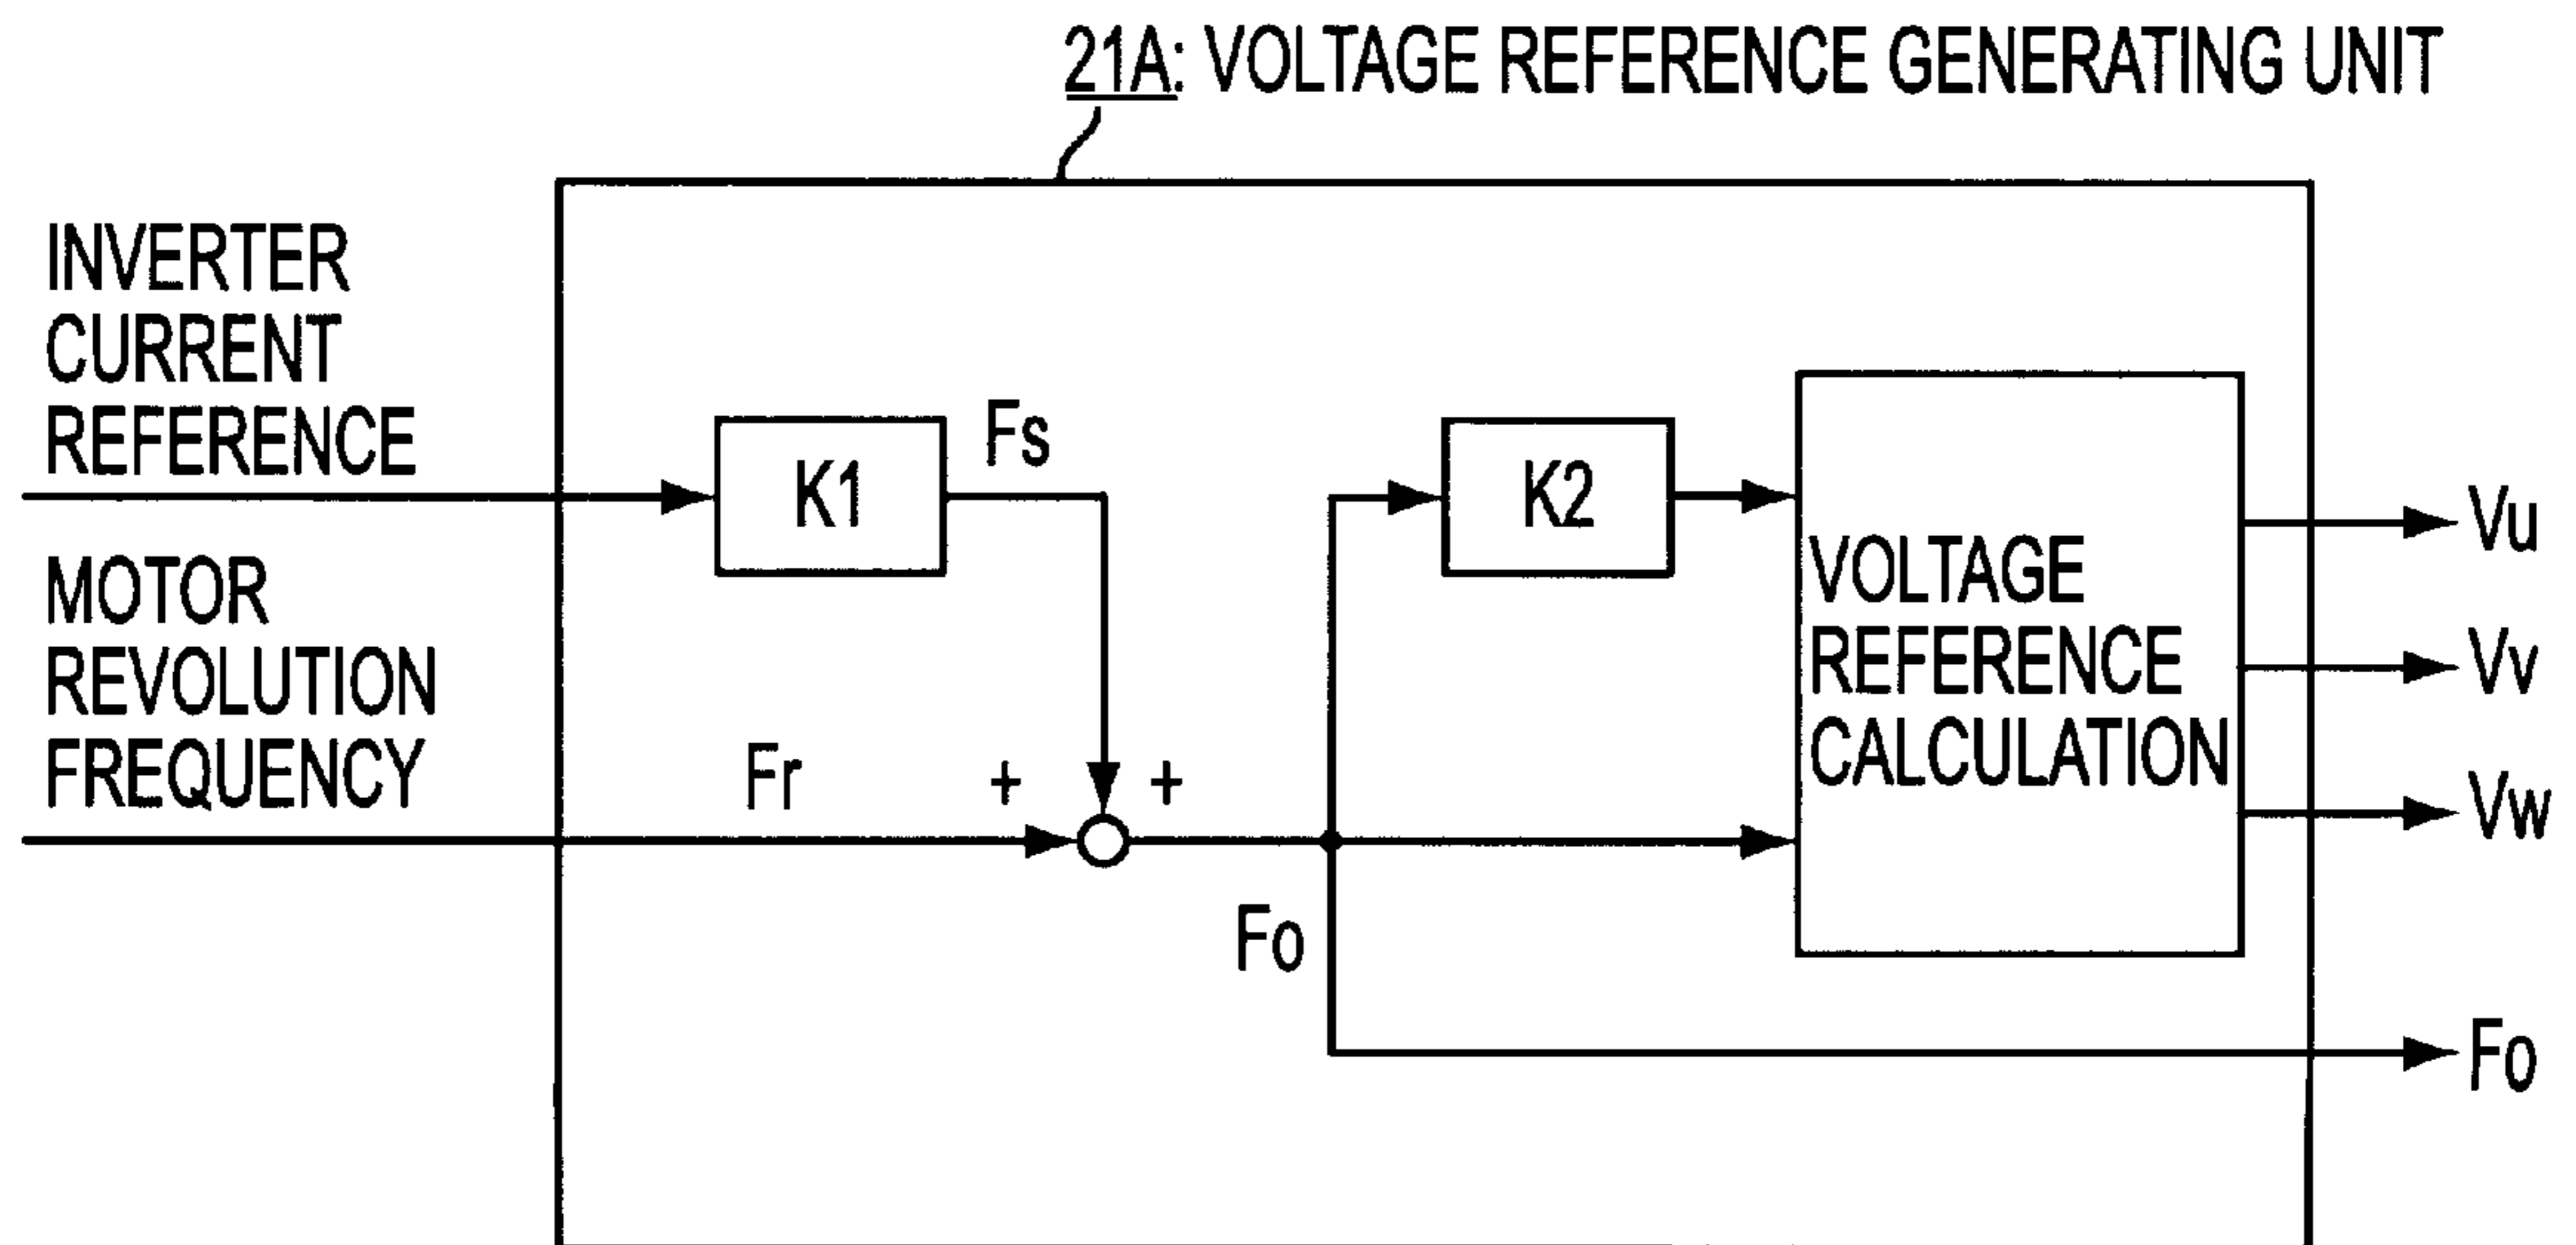 21A: VOLTAGE REFERENCE GENERATING UNIT
INVERTER
CURRENT
REFERENCE
K1
Fs
K2
MOTOR
REVOLUTION
FREQUENCY
Fr
+
+
Fo
VOLTAGE
REFERENCE
CALCULATION
Vu
Vv
Vw
Fo